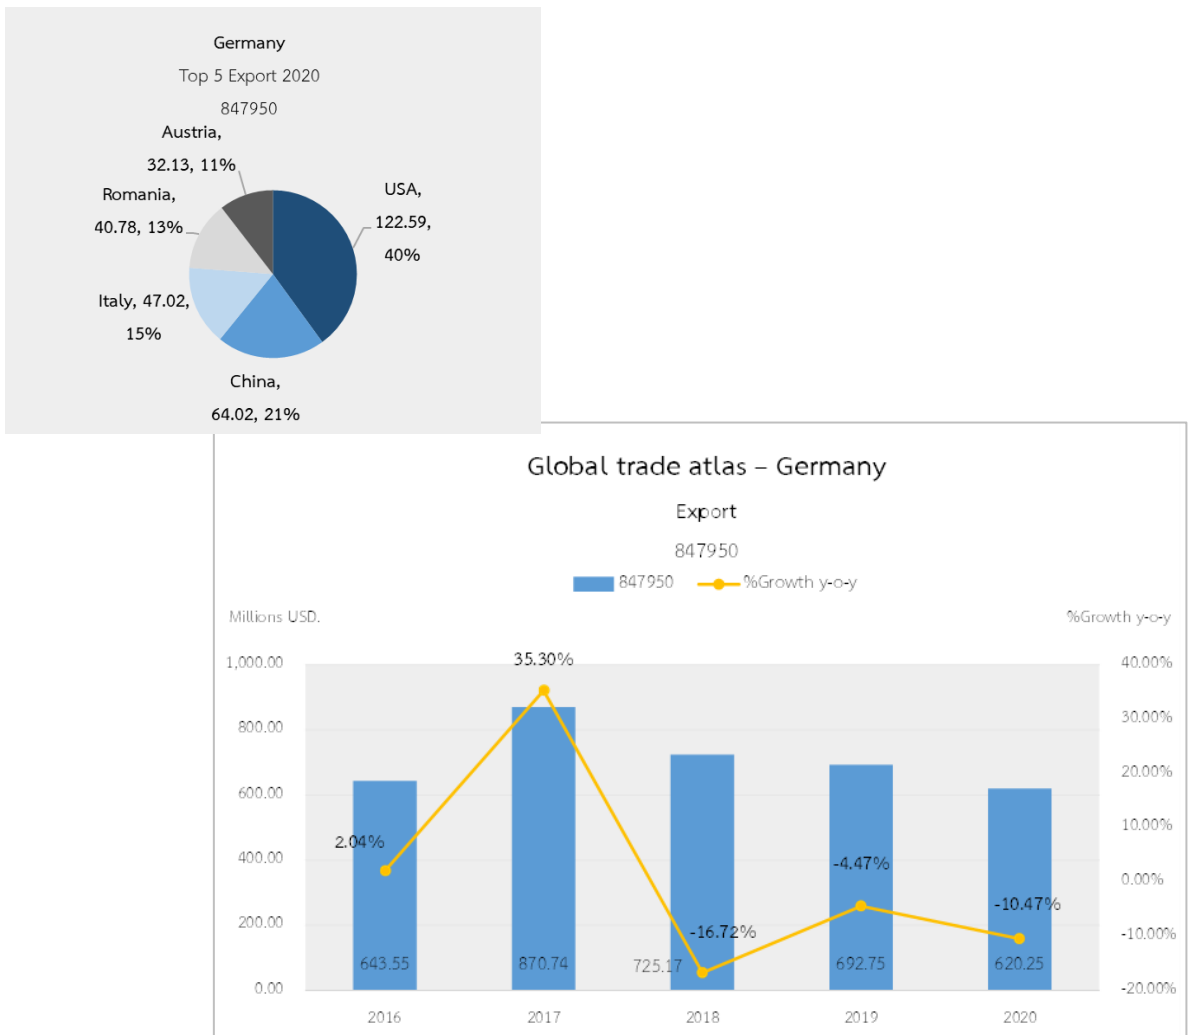 Germany
Top 5 Export 2020
847950
Austria,
32.13, 11%
USA,
122.59,
40%
Romania,
40.78, 13%
Italy, 47.02,
15%
China,
64.02, 21%
Global trade atlas – Germany
Export
847950
847950 %Growth y-o-y
Millions USD. %Growth y-o-y
1,000.00
800.00
600.00
400.00
200.00
0.00
40.00%
30.00%
20.00%
10.00%
0.00%
-10.00%
-20.00%
2.04%
35.30%
-16.72%
-4.47%
-10.47%
643.55 870.74 725.17 692.75 620.25
2016 2017 2018 2019 2020